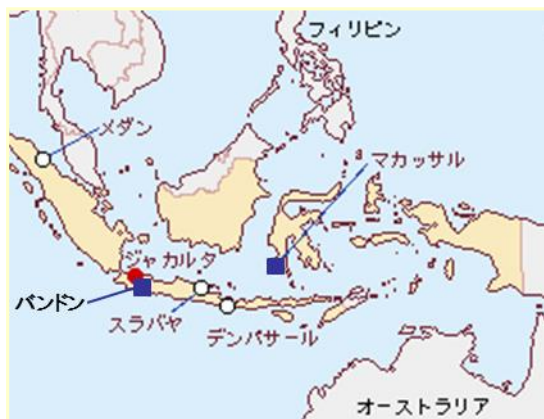 フィリピン
メダン
マカッサル
ジャカルタ
バンドン
スラバヤ
デンパサール
オーストラリア